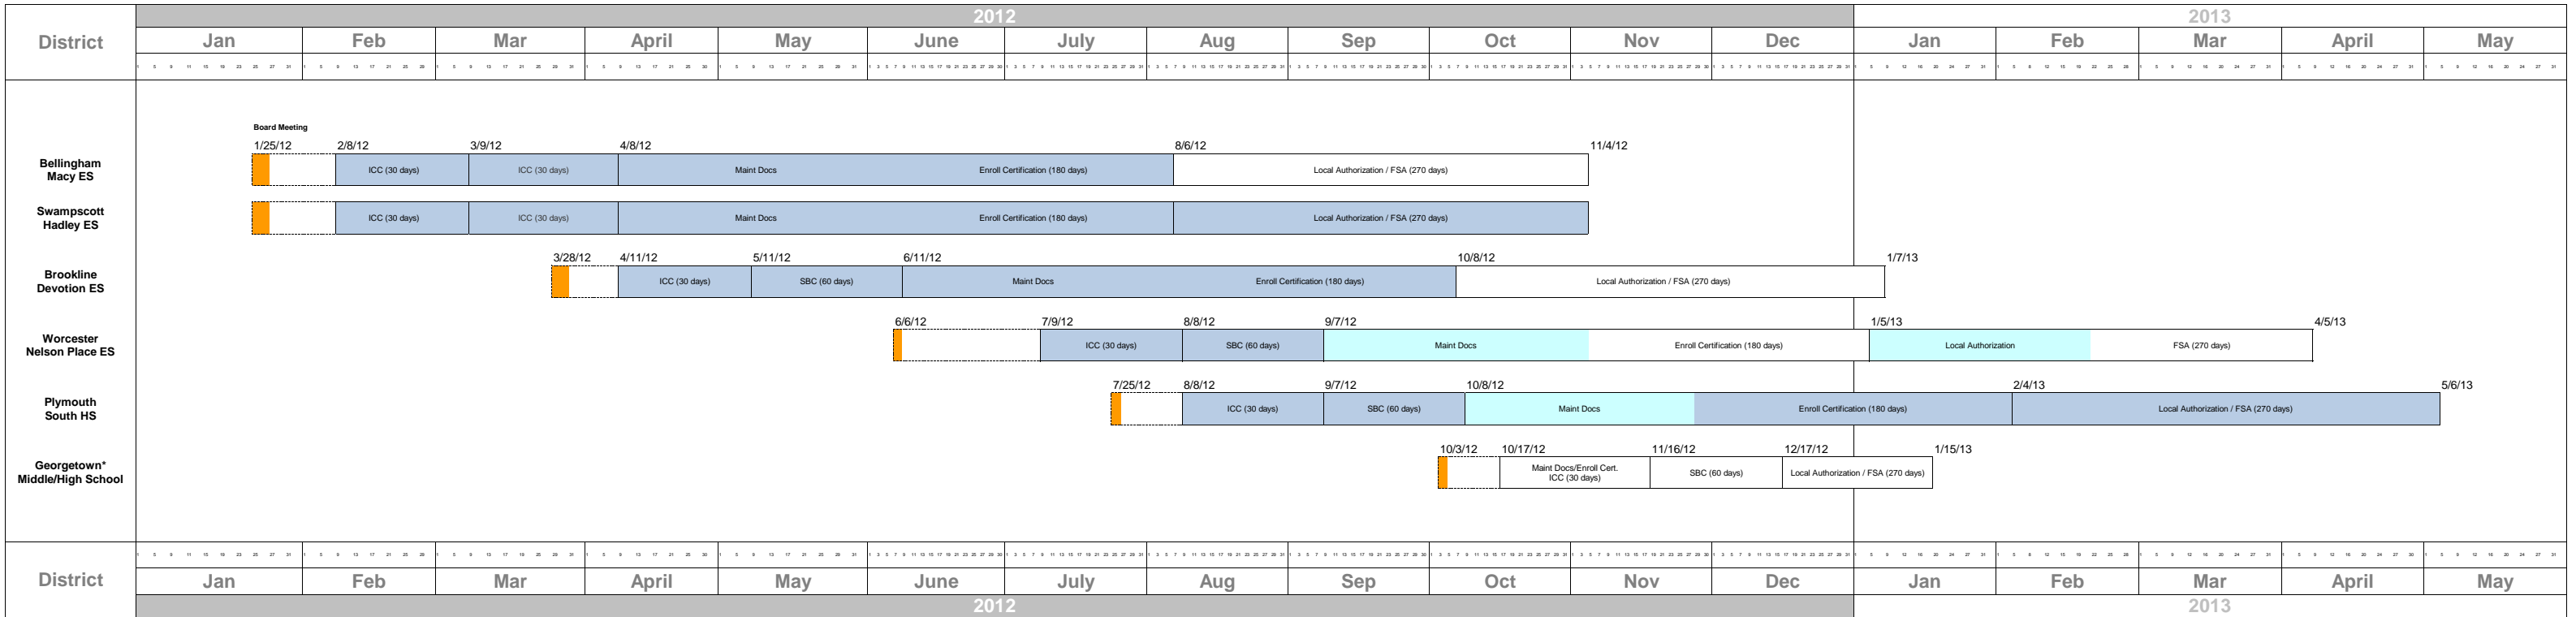 2012 2013
District Jan Feb Mar April May June July Aug Sep Oct Nov Dec Jan Feb Mar April May
Board Meeting
1/25/12 2/8/12 3/9/12 4/8/12 8/6/12 11/4/12
Bellingham
Macy ES
ICC (30 days) ICC (30 days) Maint Docs Enroll Certification (180 days) Local Authorization / FSA (270 days)
Swampscott
Hadley ES
ICC (30 days) ICC (30 days) Maint Docs Enroll Certification (180 days) Local Authorization / FSA (270 days)
3/28/12 4/11/12 5/11/12 6/11/12 10/8/12 1/7/13
Brookline
Devotion ES
ICC (30 days) SBC (60 days) Maint Docs Enroll Certification (180 days) Local Authorization / FSA (270 days)
6/6/12 7/9/12 8/8/12 9/7/12 1/5/13 4/5/13
Worcester
Nelson Place ES
ICC (30 days) SBC (60 days) Maint Docs Enroll Certification (180 days) Local Authorization FSA (270 days)
7/25/12 8/8/12 9/7/12 10/8/12 2/4/13 5/6/13
Plymouth
South HS
ICC (30 days) SBC (60 days) Maint Docs Enroll Certification (180 days) Local Authorization / FSA (270 days)
10/3/12 10/17/12 11/16/12 12/17/12 1/15/13
Georgetown*
Middle/High School
Maint Docs/Enroll Cert.
ICC (30 days) SBC (60 days) Local Authorization / FSA (270 days)
District Jan Feb Mar April May June July Aug Sep Oct Nov Dec Jan Feb Mar April May
2012 2013